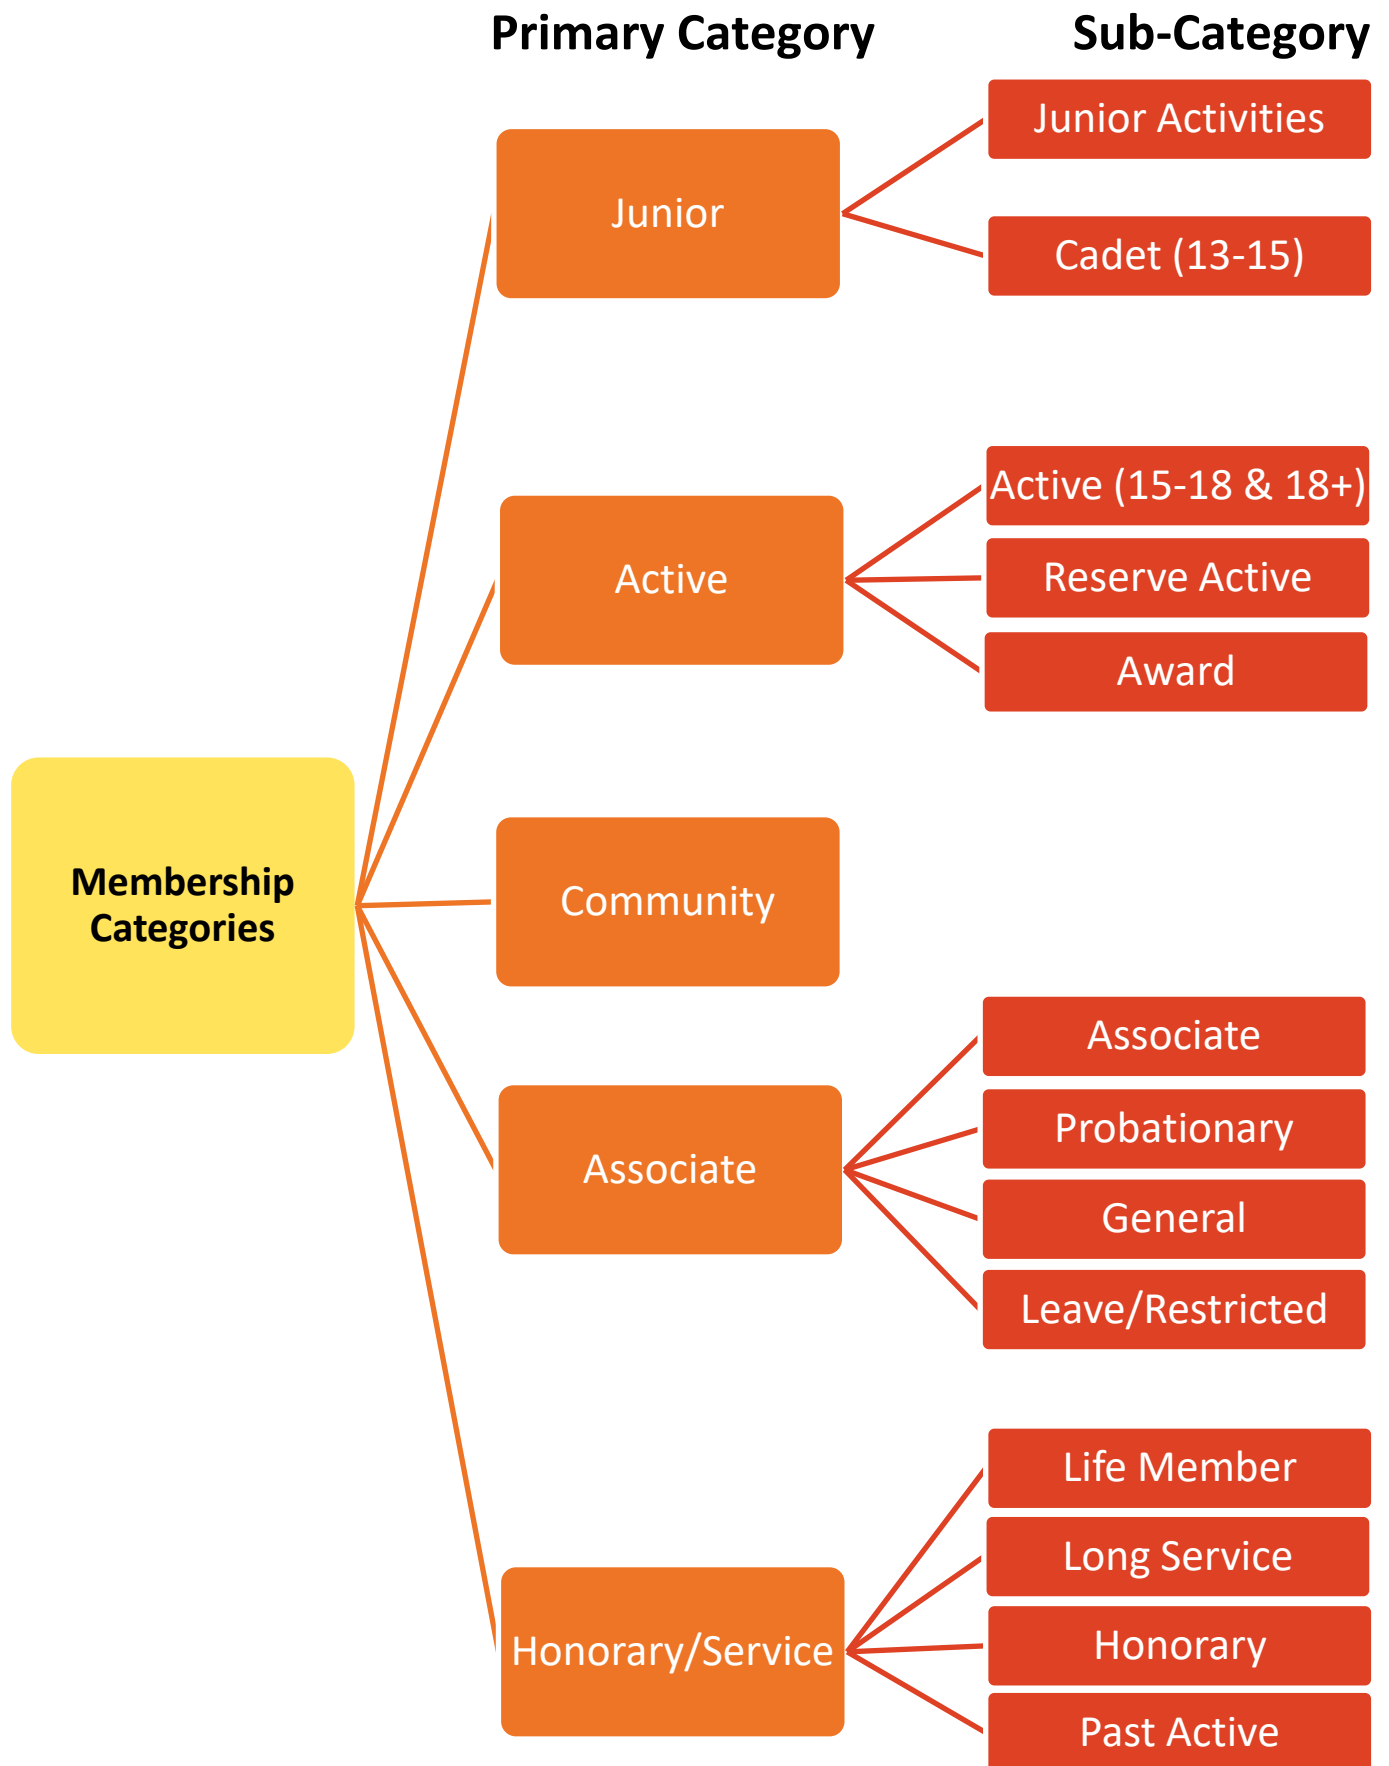 Primary Category
Sub-Category
Junior
Junior Activities
Cadet (13-15)
Active
Active (15-18 & 18+)
Reserve Active
Award
Membership
Categories
Community
Associate
Associate
Probationary
General
Leave/Restricted
Honorary/Service
Life Member
Long Service
Honorary
Past Active